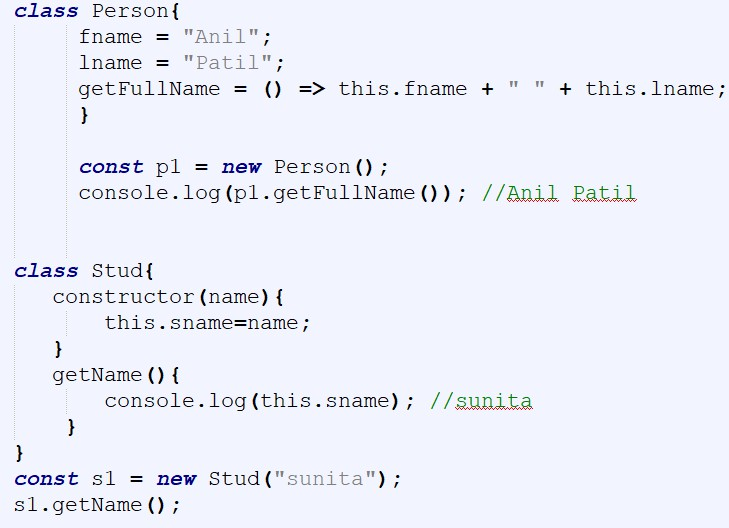 class Person{
fname = "Anil";
lname = "Patil";
getFullName = () => this.fname + " " + this.lname;
}
const p1 = new Person();
console.log(p1.getFullName()); //Anil Patil
class Stud{
constructor(name){
this.sname=name;
}
getName(){
console.log(this.sname); //sunita
}
}
const s1 = new Stud("sunita");
s1.getName();